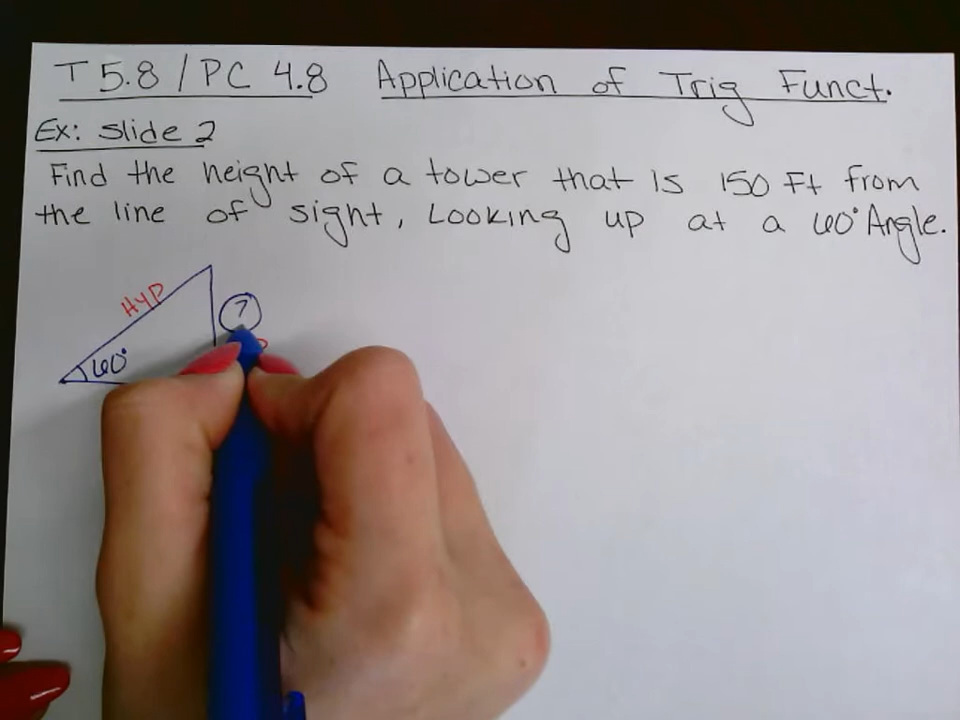 T 5.8 / PC 4.8 Application of Trig Funct.
Ex: Slide 2
Find the height of a tower that is 150 Ft from
the line of sight, Looking up at a 60° Angle.
HYP
?
60°